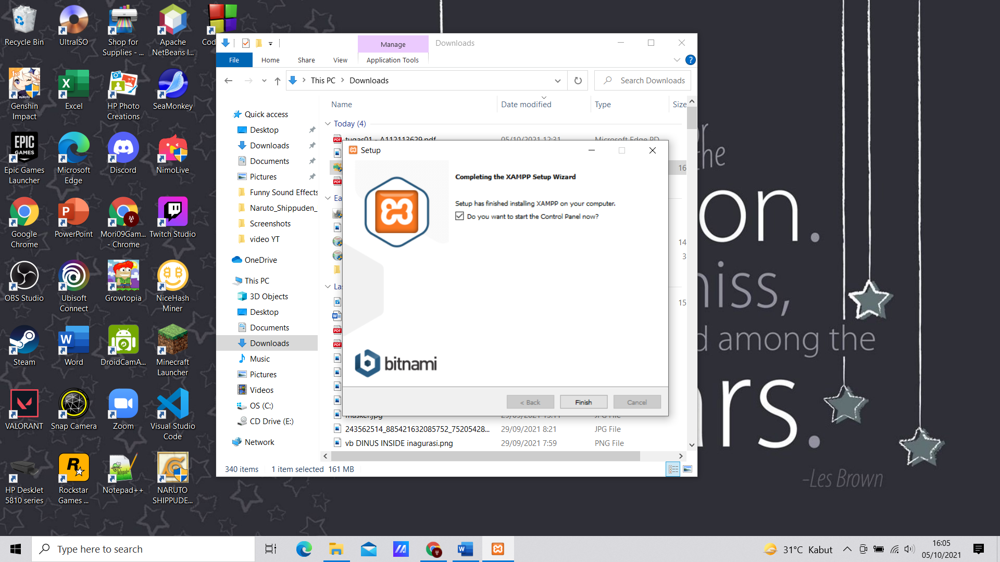 Recycle Bin
UltraISO
Shop for
Supplies - ...
Apache
NetBeans I...
Genshin
Impact
Excel
HP Photo
Creations
SeaMonkey
Epic Games
Launcher
Microsoft
Edge
Discord
NimoLive
Google
Chrome
PowerPoint
Mori09Gam...
- Chrome
Twitch Studio
OBS Studio
Ubisoft
Connect
Growtopia
NiceHash
Miner
Steam
Word
DroidCamA...
Minecraft
Launcher
VALORANT
Snap Camera
Zoom
Visual Studio
Code
HP DeskJet
5810 series
Rockstar
Games ...
Notepad++
NARUTO
SHIPPUDE...
Manage
Downloads
File
Home
Share
View
Application Tools
This PC > Downloads
Search Downloads
Name
Date modified
Type
Size
Quick access
Desktop
Downloads
Documents
Pictures
Funny Sound Effects
Naruto_Shippuden_
Screenshots
video YT
OneDrive
This PC
3D Objects
Desktop
Documents
Downloads
Music
Pictures
Videos
OS (C:)
CD Drive (E:)
Network
Today (4)
tugas01 - A112113629.pdf 05/10/2021 12:31 Microsoft Edge PD
16
14
3
15
Setup
Completing the XAMPP Setup Wizard
Setup has finished installing XAMPP on your computer.
Do you want to start the Control Panel now?
bitnami
< Back
Finish
Cancel
masker.jpg 29/09/2021 JPG File
243562514_885421632085752_75205428... 29/09/2021 8:21 JPG File
vb DINUS INSIDE inagurasi.png 29/09/2021 7:59 PNG File
340 items 1 item selected 161 MB
the
on.
miss,
d among the
rs.
-Les Brown
Type here to search
31°C Kabut
16:05
05/10/2021